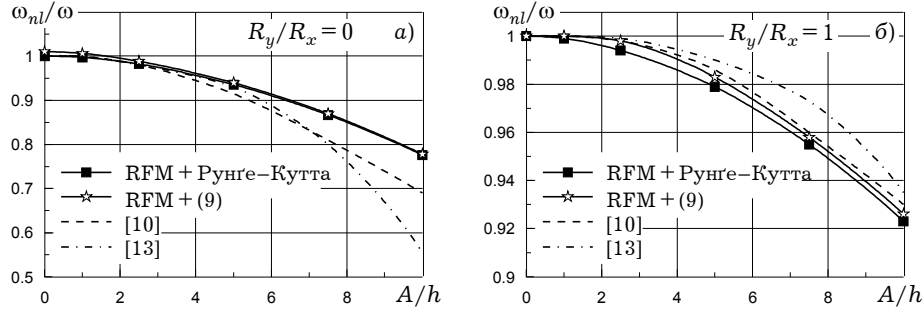 ω_nl/ω
R_y/R_x = 0 а)
1
0.9
0.8
0.7
0.6
0.5
RFM + Рунґе–Кутта
RFM + (9)
[10]
[13]
0 2 4 6 8 A/h
ω_nl/ω
R_y/R_x = 1 б)
1
0.98
0.96
0.94
0.92
0.9
RFM + Рунґе–Кутта
RFM + (9)
[10]
[13]
0 2 4 6 8 A/h